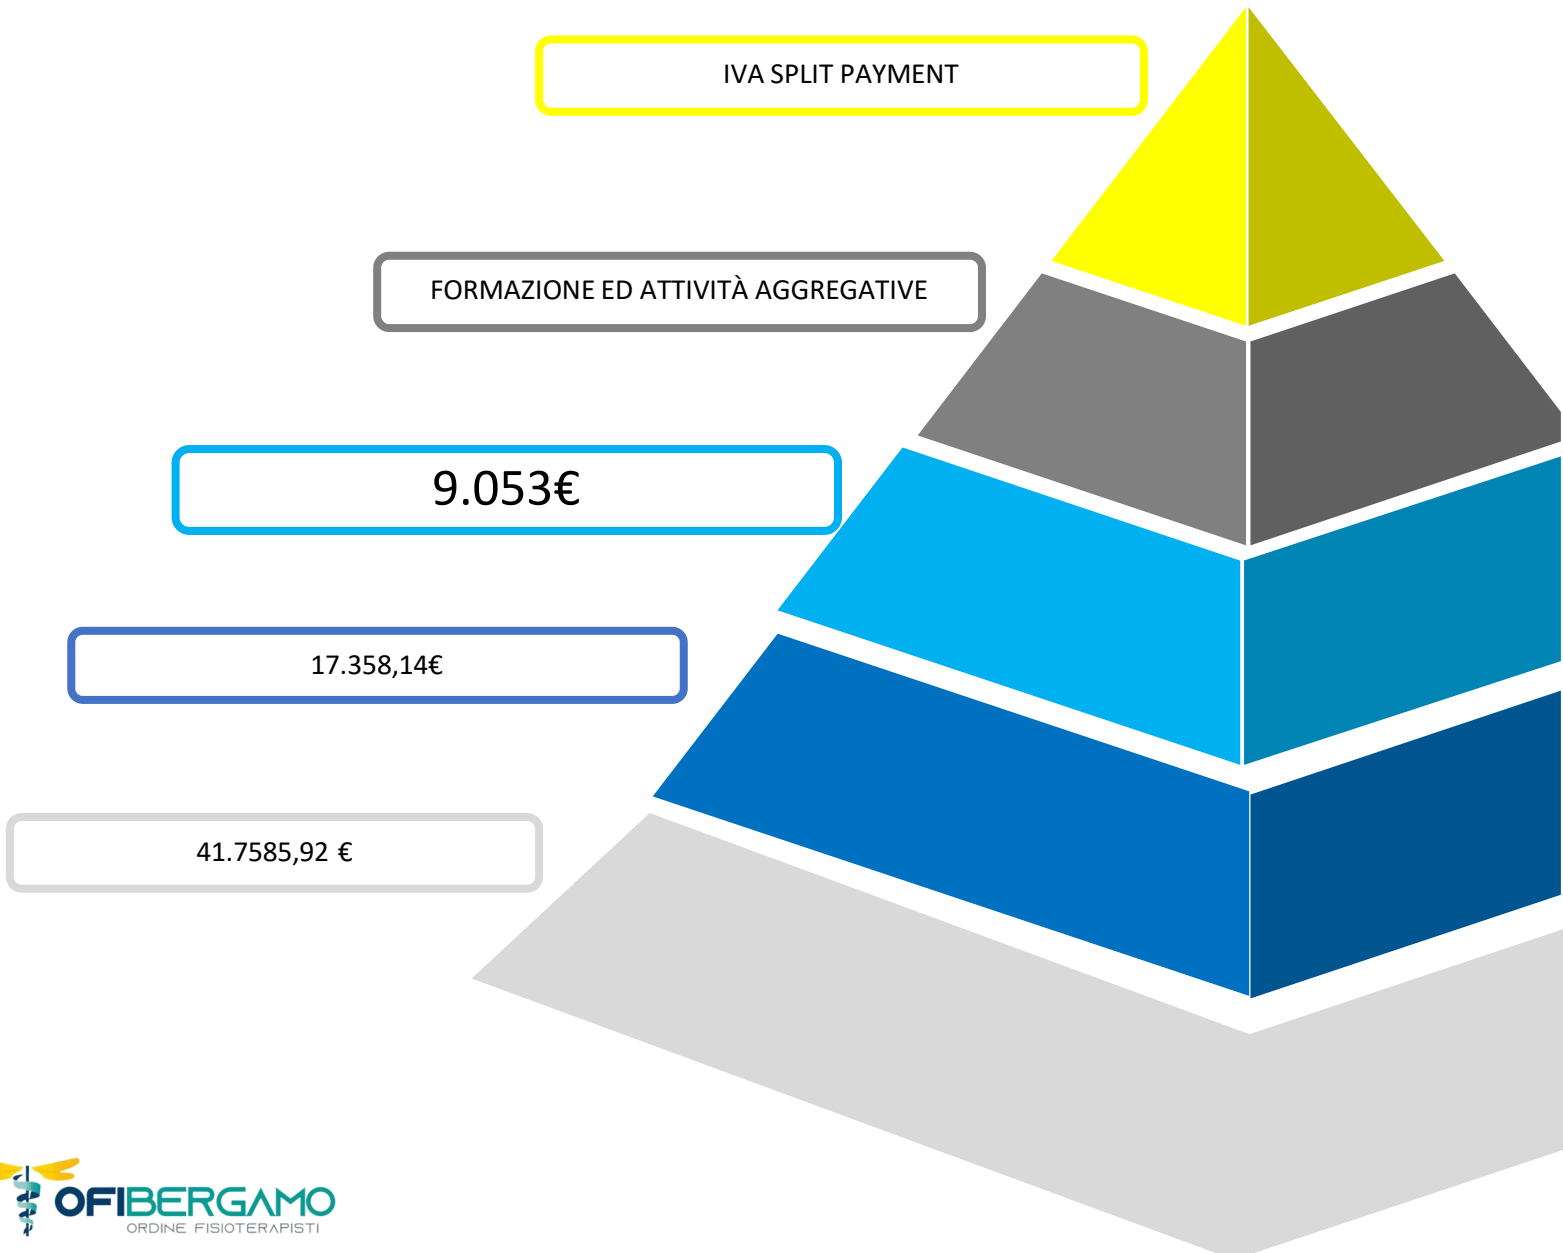 IVA SPLIT PAYMENT
FORMAZIONE ED ATTIVITÀ AGGREGATIVE
9.053€
17.358,14€
41.7585,92 €
OFIBERGAMO
ORDINE FISIOTERAPISTI